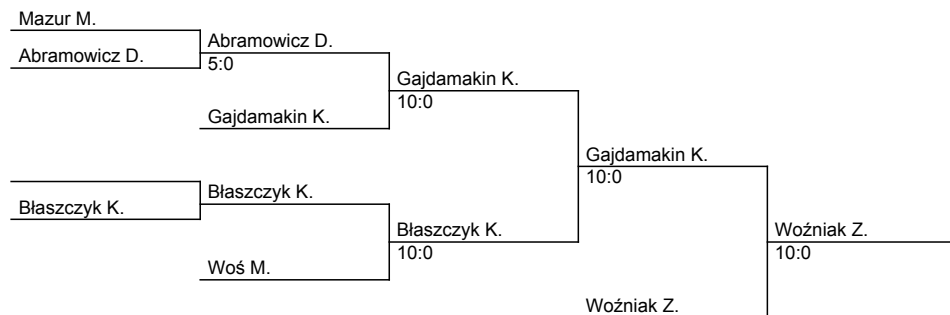 Mazur M.
Abramowicz D.
Abramowicz D.
5:0
Gajdamakin K.
10:0
Gajdamakin K.
Gajdamakin K.
10:0
Błaszczyk K.
Błaszczyk K.
Błaszczyk K.
10:0
Woś M.
Woźniak Z.
10:0
Woźniak Z.